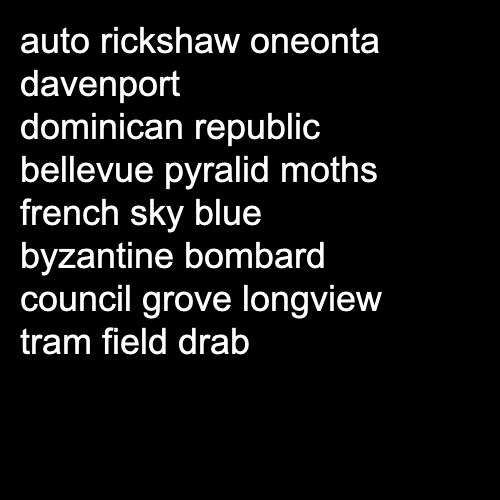 auto rickshaw oneonta
davenport
dominican republic
bellevue pyralid moths
french sky blue
byzantine bombard
council grove longview
tram field drab